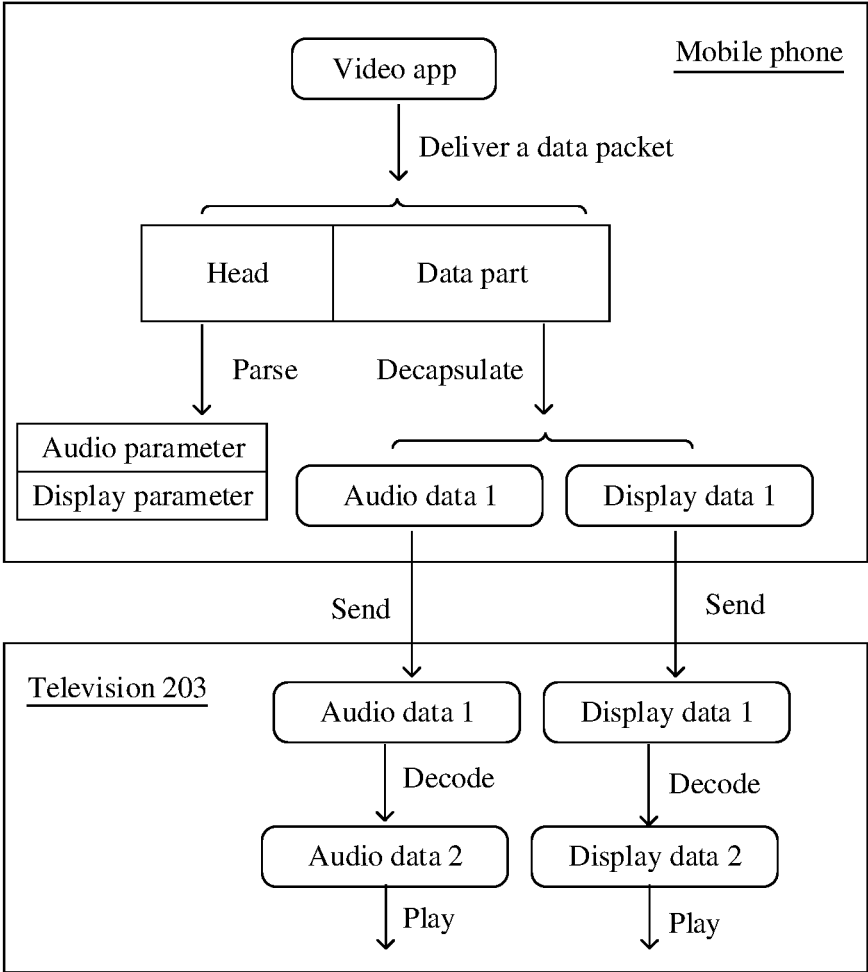 Mobile phone
Video app
Deliver a data packet
Head
Data part
Parse
Decapsulate
Audio parameter
Display parameter
Audio data 1
Display data 1
Send
Send
Television 203
Audio data 1
Display data 1
Decode
Decode
Audio data 2
Display data 2
Play
Play